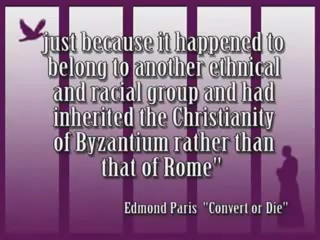 just because it happened to
belong to another ethnical
and racial group and had
inherited the Christianity
of Byzantium rather than
that of Rome"
Edmond Paris "Convert or Die"